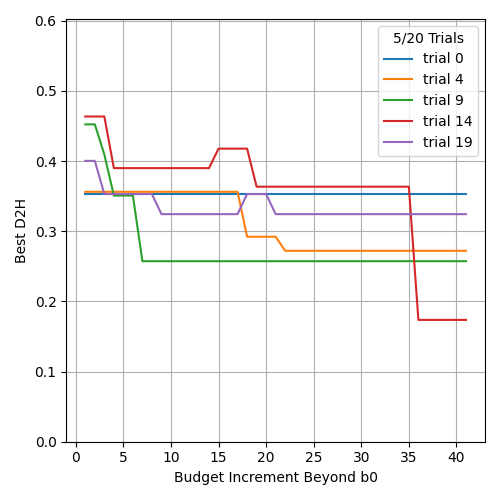 0.6
0.5
0.4
0.3
0.2
0.1
0.0
Best D2H
0 5 10 15 20 25 30 35 40
Budget Increment Beyond b0
5/20 Trials
trial 0
trial 4
trial 9
trial 14
trial 19